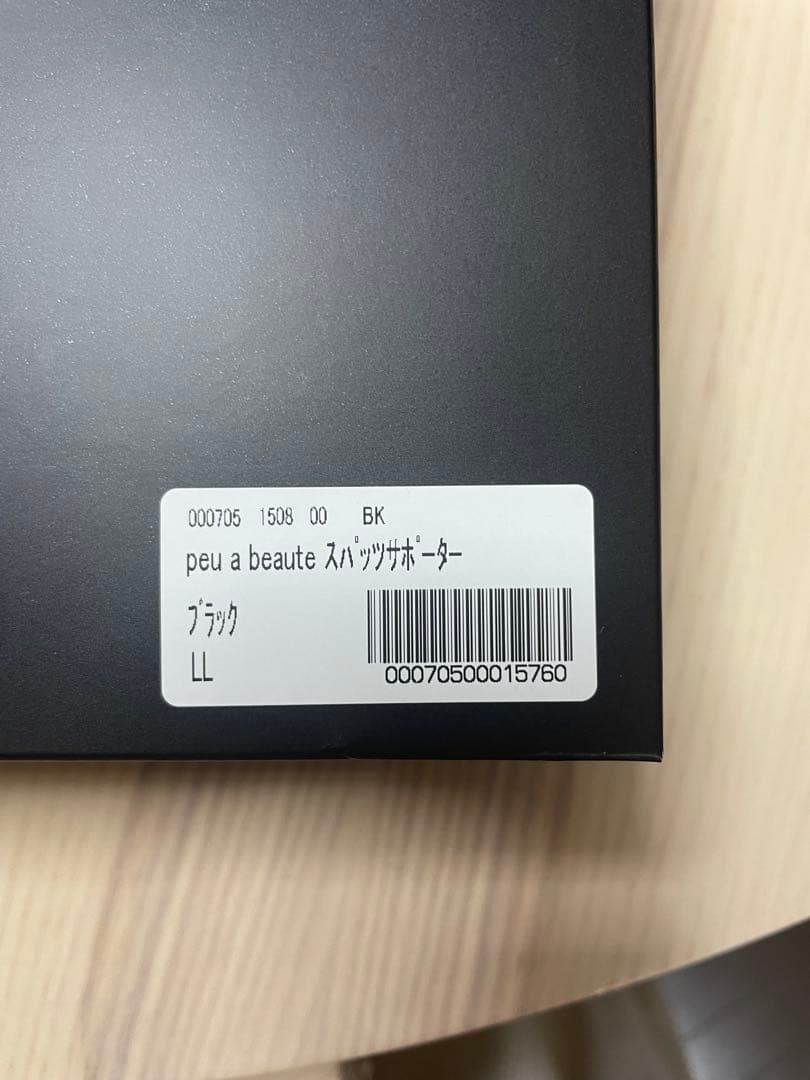 000705 1508 00 BK
peu a beaute ｽﾊﾟｯﾂｻﾎﾟｰﾀｰ
ﾌﾞﾗｯｸ
LL
00070500015760